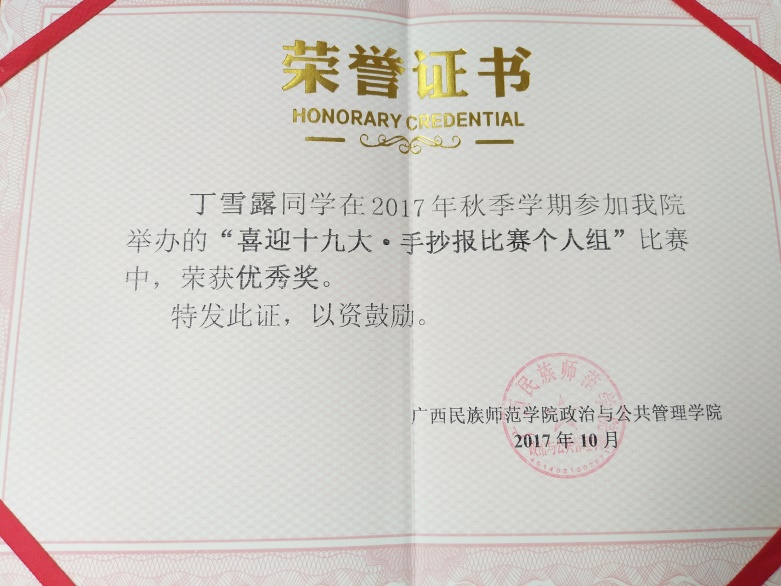 荣誉证书
HONORARY CREDENTIAL
丁雪露同学在2017年秋季学期参加我院
举办的“喜迎十九大·手抄报比赛个人组”比赛
中，荣获优秀奖。
特发此证，以资鼓励。
广西民族师范学院政治与公共管理学院
2017年10月